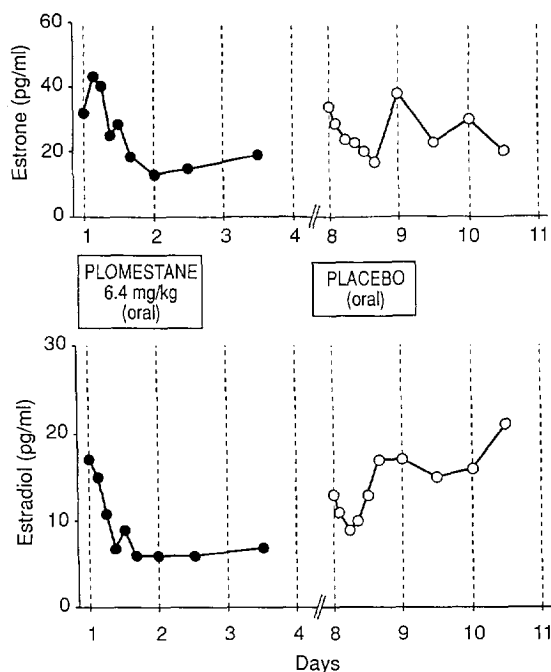 60
40
20
0
Estrone (pg/ml)
1 2 3 4 8 9 10 11
PLOMESTANE
6.4 mg/kg
(oral)
PLACEBO
(oral)
30
20
10
0
Estradiol (pg/ml)
1 2 3 4 8 9 10 11
Days